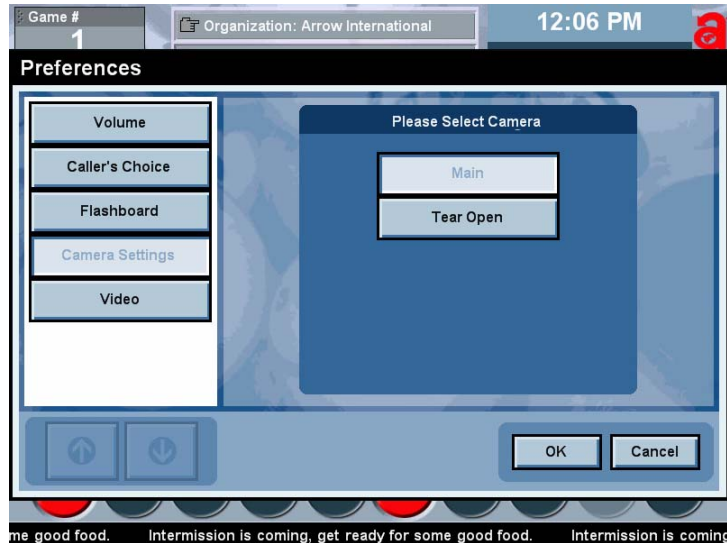 Game #
1
Organization: Arrow International
12:06 PM
a
Preferences
Volume
Caller's Choice
Flashboard
Camera Settings
Video
Please Select Camera
Main
Tear Open
OK
Cancel
me good food. Intermission is coming, get ready for some good food. Intermission is coming